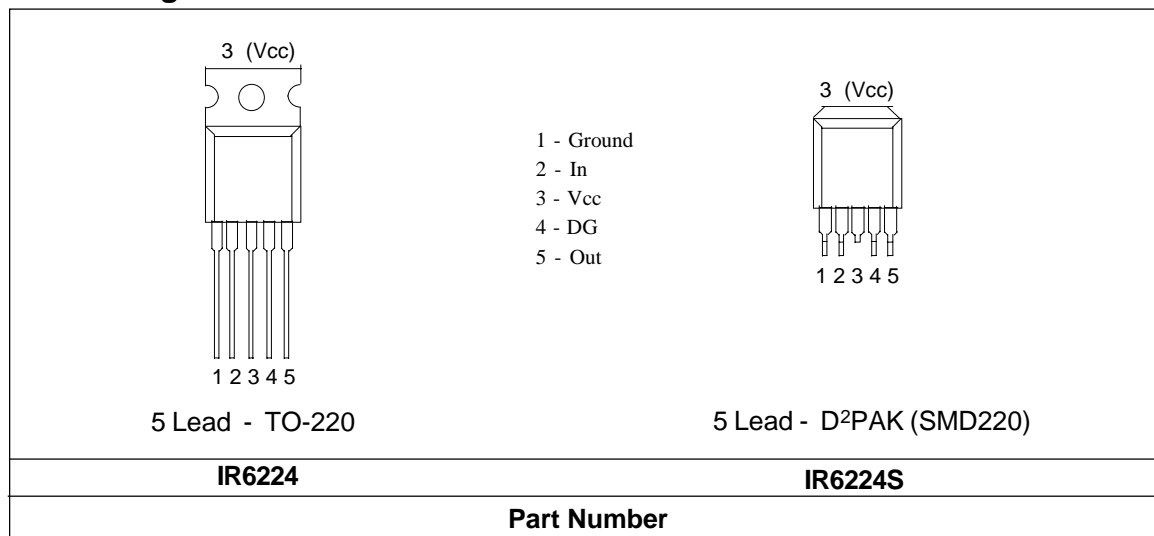 3 (Vcc)
1 2 3 4 5
5 Lead - TO-220
1 - Ground
2 - In
3 - Vcc
4 - DG
5 - Out
3 (Vcc)
1 2 3 4 5
5 Lead - D²PAK (SMD220)
IR6224
IR6224S
Part Number